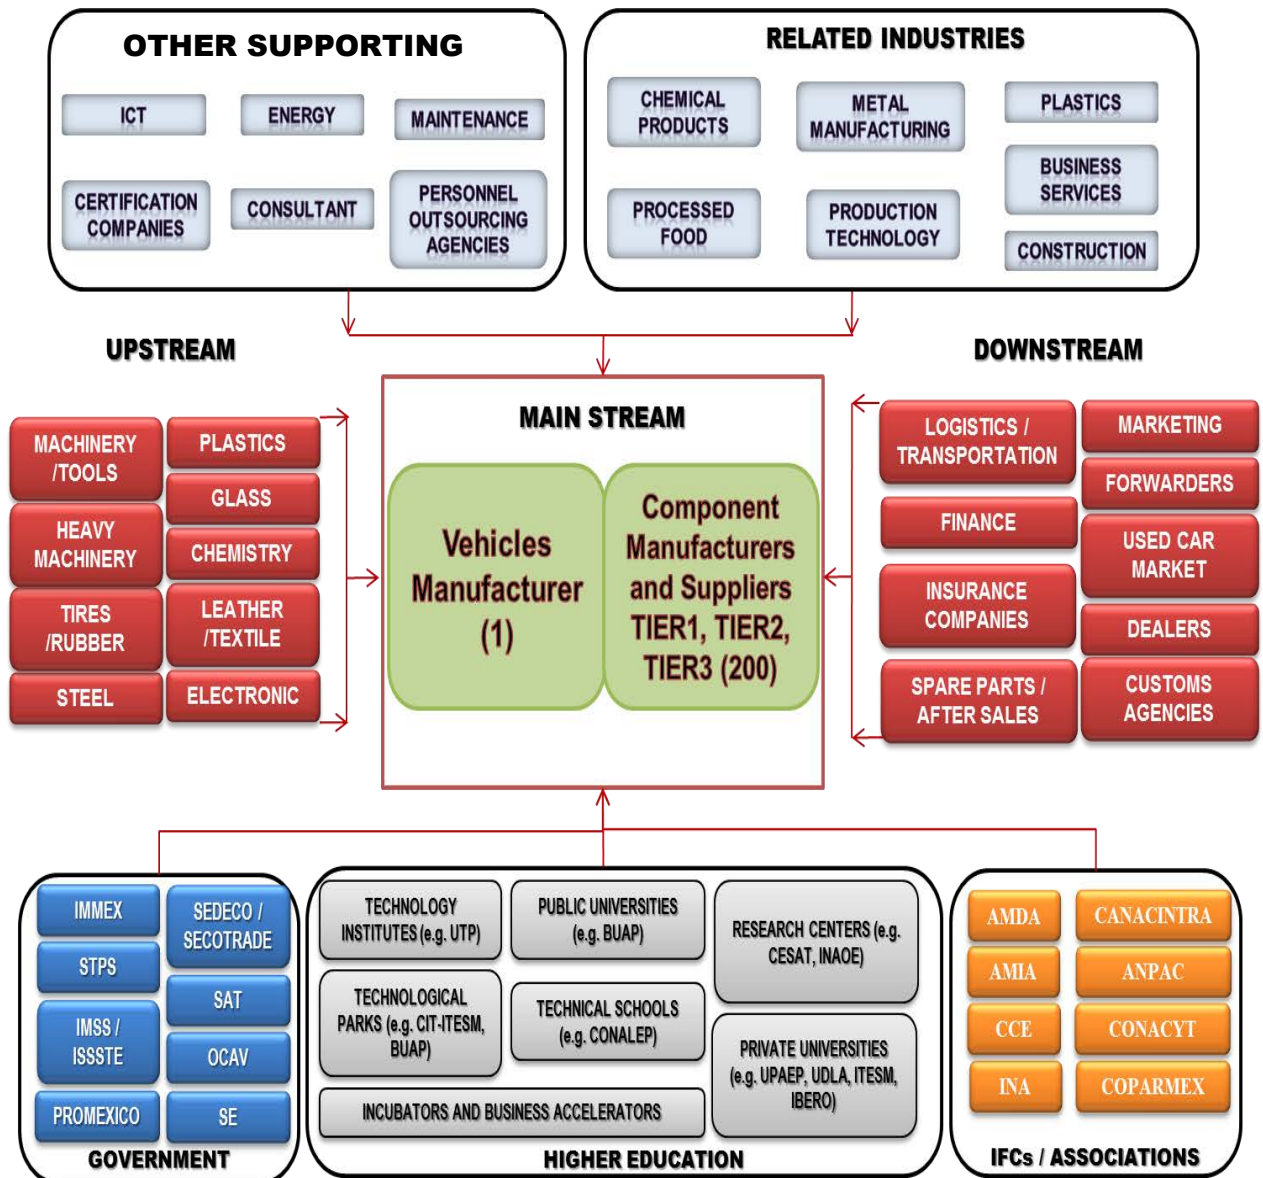 OTHER SUPPORTING
ICT
ENERGY
MAINTENANCE
CERTIFICATION
COMPANIES
CONSULTANT
PERSONNEL
OUTSOURCING
AGENCIES
RELATED INDUSTRIES
CHEMICAL
PRODUCTS
METAL
MANUFACTURING
PLASTICS
BUSINESS
SERVICES
PROCESSED
FOOD
PRODUCTION
TECHNOLOGY
CONSTRUCTION
UPSTREAM
MACHINERY
/TOOLS
PLASTICS
GLASS
HEAVY
MACHINERY
CHEMISTRY
TIRES
/RUBBER
LEATHER
/TEXTILE
STEEL
ELECTRONIC
MAIN STREAM
Vehicles
Manufacturer
(1)
Component
Manufacturers
and Suppliers
TIER1, TIER2,
TIER3 (200)
DOWNSTREAM
LOGISTICS /
TRANSPORTATION
MARKETING
FORWARDERS
FINANCE
USED CAR
MARKET
INSURANCE
COMPANIES
DEALERS
SPARE PARTS /
AFTER SALES
CUSTOMS
AGENCIES
IMMEX
SEDECO /
SECOTRADE
STPS
SAT
IMSS /
ISSSTE
OCAV
PROMEXICO
SE
GOVERNMENT
TECHNOLOGY
INSTITUTES (e.g. UTP)
PUBLIC UNIVERSITIES
(e.g. BUAP)
RESEARCH CENTERS (e.g.
CESAT, INAOE)
TECHNOLOGICAL
PARKS (e.g. CIT-ITESM,
BUAP)
TECHNICAL SCHOOLS
(e.g. CONALEP)
PRIVATE UNIVERSITIES
(e.g. UPAEP, UDLA, ITESM,
IBERO)
INCUBATORS AND BUSINESS ACCELERATORS
HIGHER EDUCATION
AMDA
CANACINTRA
AMIA
ANPAC
CCE
CONACYT
INA
COPARMEX
IFCs / ASSOCIATIONS